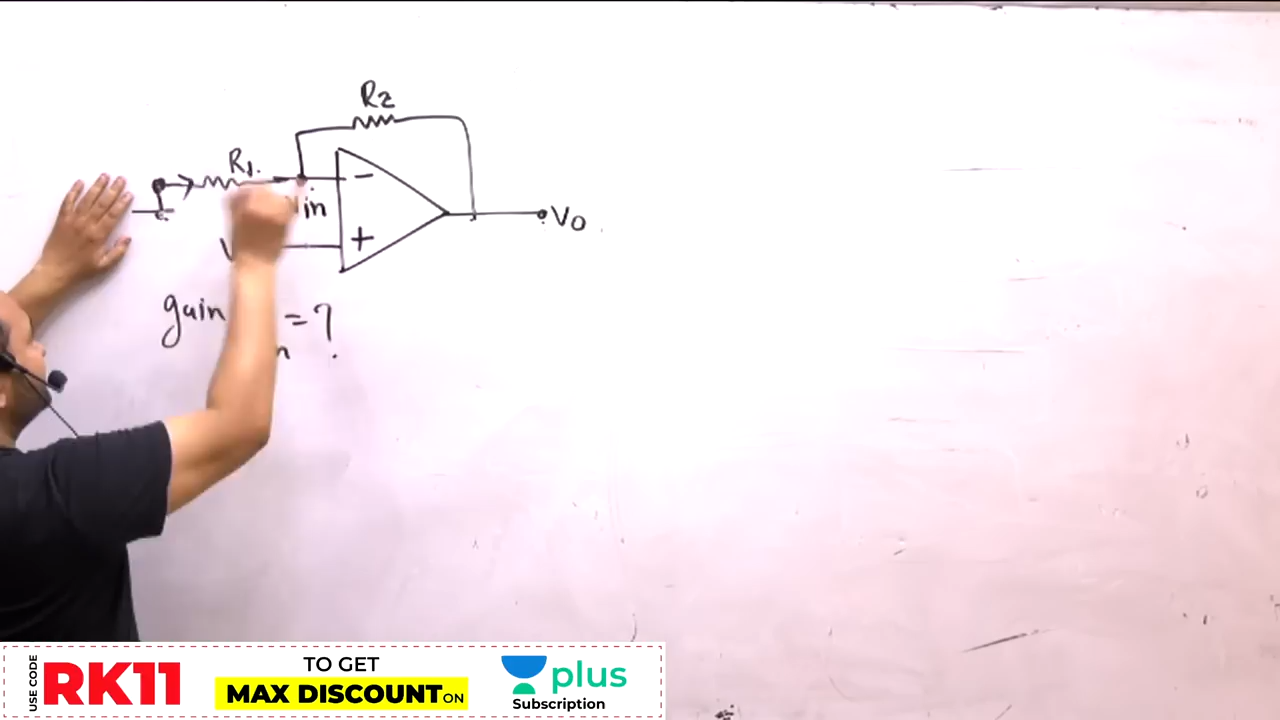 R2
R1.
in
-
+
Vo
gain = ?
USE CODE
RK11
TO GET
MAX DISCOUNT ON
plus
Subscription